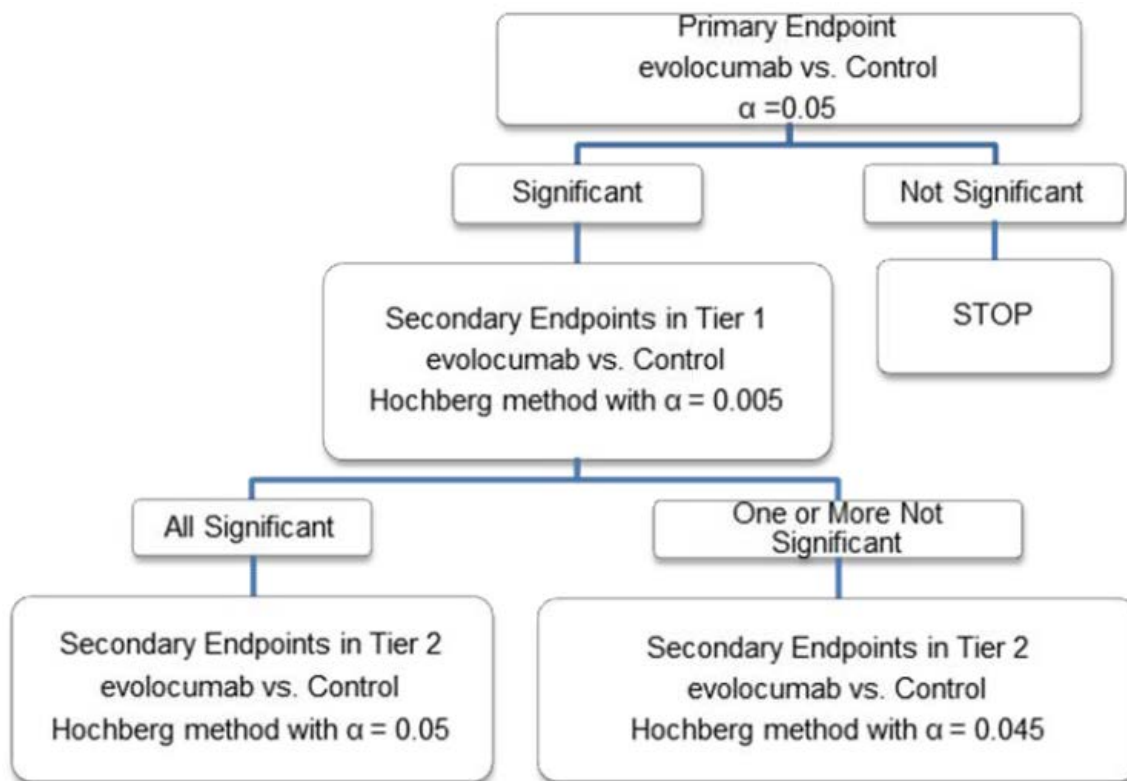 Primary Endpoint
evolocumab vs. Control
α =0.05
Significant
Not Significant
Secondary Endpoints in Tier 1
evolocumab vs. Control
Hochberg method with α = 0.005
STOP
All Significant
One or More Not
Significant
Secondary Endpoints in Tier 2
evolocumab vs. Control
Hochberg method with α = 0.05
Secondary Endpoints in Tier 2
evolocumab vs. Control
Hochberg method with α = 0.045